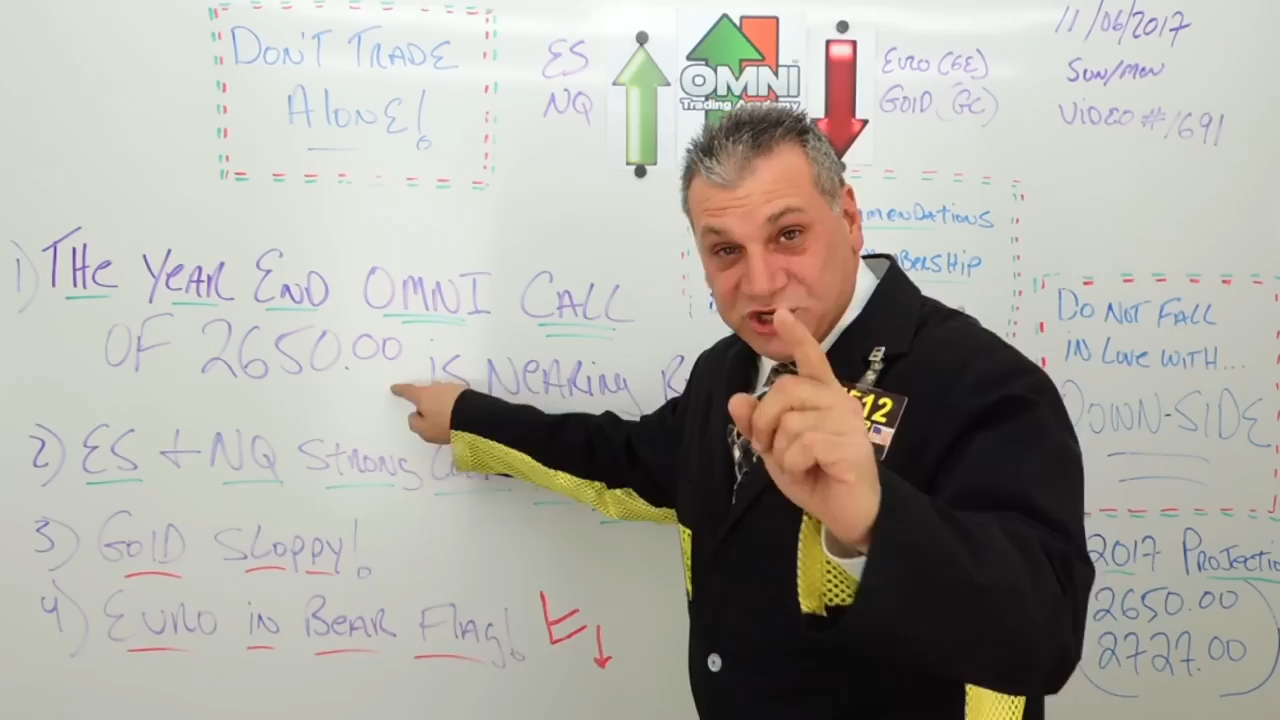 DON'T TRADE
ALONE!
ES
NQ
OMNI
Trading Academy
EURO (6E)
GOLD (GC)
11/06/2017
SUN/MON
VIDEO #1691
1) THE YEAR END OMNI CALL
OF 2650.00 is NEARING
2) ES + NQ STRONG
3) GOLD SLOPPY!
4) EURO in BEAR FLAG!
12
DO NOT FALL
IN LOVE WITH...
DOWN-SIDE
2017
2650.00
2727.00